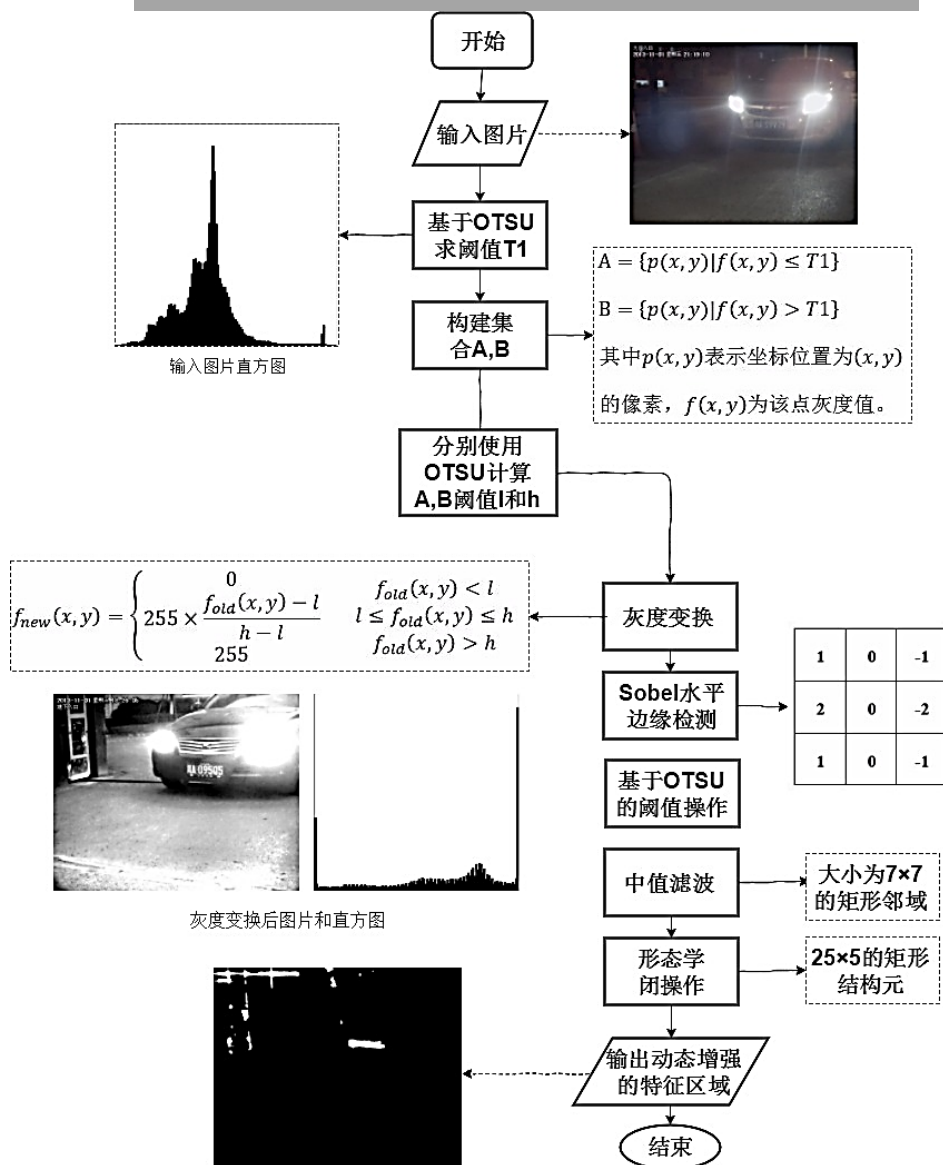 开始
输入图片
基于OTSU
求阈值T1
输入图片直方图
构建集
合A,B
A = {p(x,y)|f(x,y) ≤ T1}
B = {p(x,y)|f(x,y) > T1}
其中p(x,y)表示坐标位置为(x,y)
的像素，f(x,y)为该点灰度值。
分别使用
OTSU计算
A,B阈值l和h
灰度变换
f_new(x,y) = { 0 f_old(x,y) < l
255 × (f_old(x,y) − l)/(h − l) l ≤ f_old(x,y) ≤ h
255 f_old(x,y) > h
Sobel水平
边缘检测
1 0 -1
2 0 -2
1 0 -1
基于OTSU
的阈值操作
灰度变换后图片和直方图
中值滤波
大小为7×7
的矩形邻域
形态学
闭操作
25×5的矩形
结构元
输出动态增强
的特征区域
结束